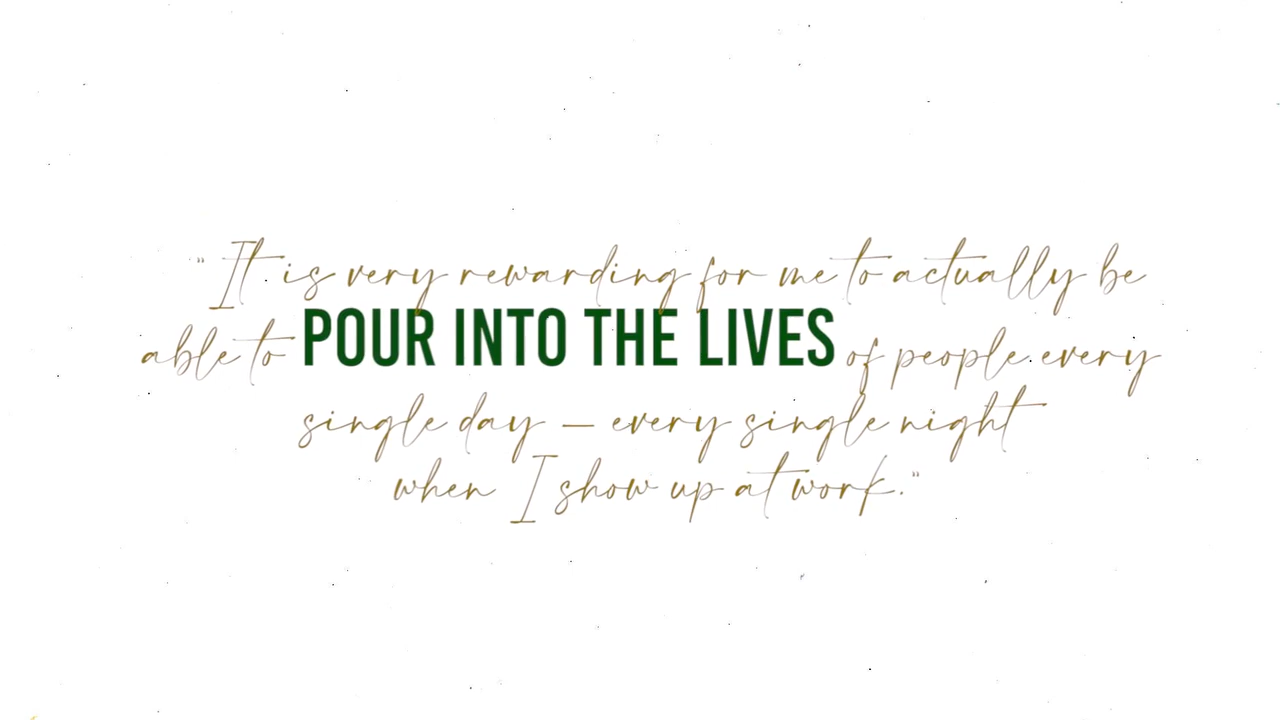 " It is very rewarding for me to actually be
able to POUR INTO THE LIVES of people every
single day – every single night
when I show up at work."